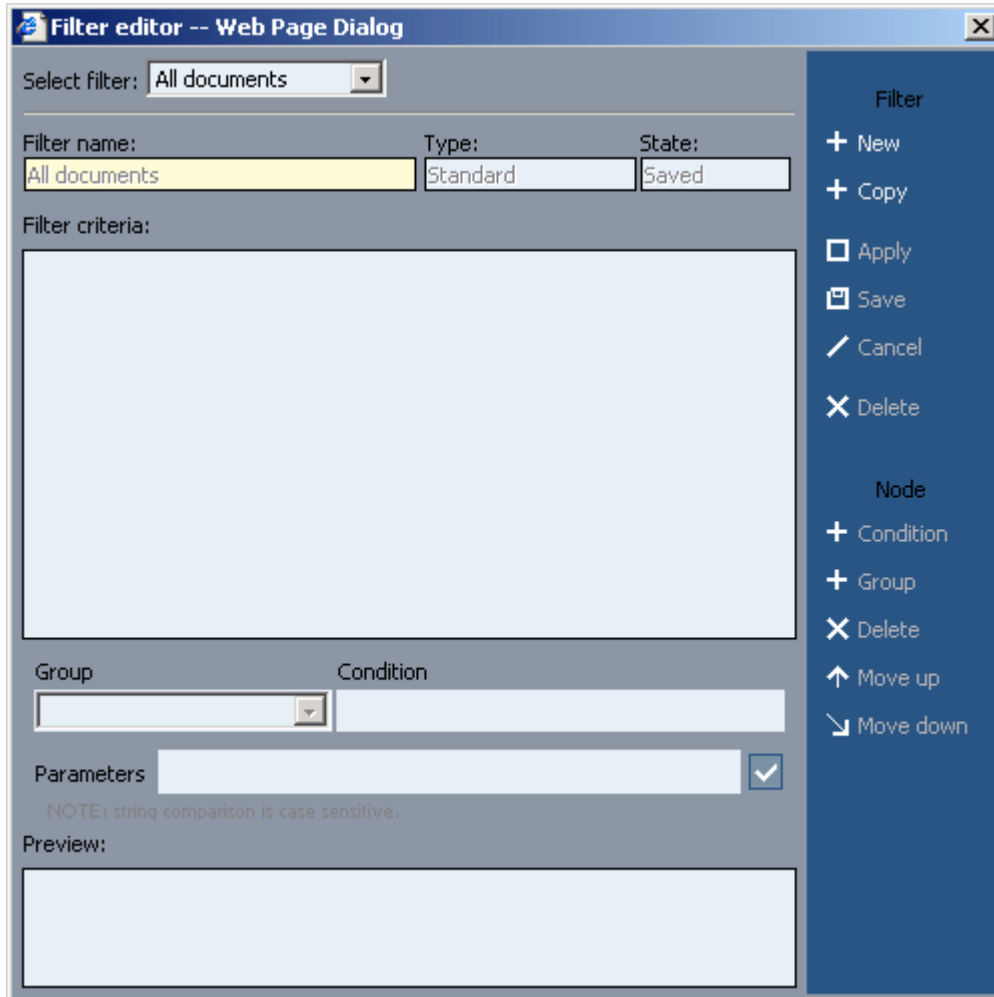 Filter editor -- Web Page Dialog
Select filter: All documents
Filter name: Type: State:
All documents Standard Saved
Filter criteria:
Group Condition
Parameters
NOTE: string comparison is case sensitive.
Preview:
Filter
New
Copy
Apply
Save
Cancel
Delete
Node
Condition
Group
Delete
Move up
Move down